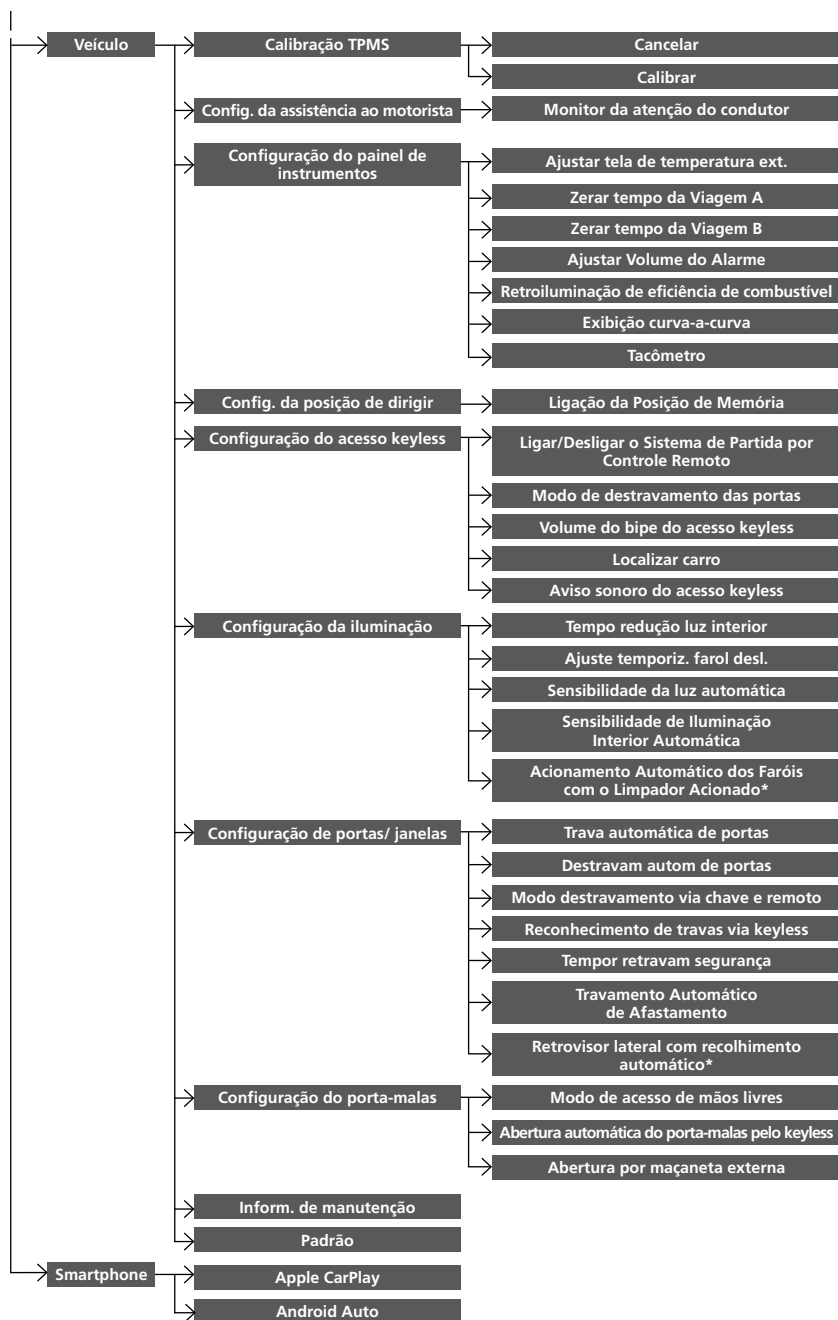 Veículo
Calibração TPMS
Cancelar
Calibrar
Config. da assistência ao motorista
Monitor da atenção do condutor
Configuração do painel de
instrumentos
Ajustar tela de temperatura ext.
Zerar tempo da Viagem A
Zerar tempo da Viagem B
Ajustar Volume do Alarme
Retroiluminação de eficiência de combustível
Exibição curva-a-curva
Tacômetro
Config. da posição de dirigir
Ligação da Posição de Memória
Configuração do acesso keyless
Ligar/Desligar o Sistema de Partida por
Controle Remoto
Modo de destravamento das portas
Volume do bipe do acesso keyless
Localizar carro
Aviso sonoro do acesso keyless
Configuração da iluminação
Tempo redução luz interior
Ajuste temporiz. farol desl.
Sensibilidade da luz automática
Sensibilidade de Iluminação
Interior Automática
Acionamento Automático dos Faróis
com o Limpador Acionado*
Configuração de portas/ janelas
Trava automática de portas
Destravam autom de portas
Modo destravamento via chave e remoto
Reconhecimento de travas via keyless
Tempor retravam segurança
Travamento Automático
de Afastamento
Retrovisor lateral com recolhimento
automático*
Configuração do porta-malas
Modo de acesso de mãos livres
Abertura automática do porta-malas pelo keyless
Abertura por maçaneta externa
Inform. de manutenção
Padrão
Smartphone
Apple CarPlay
Android Auto